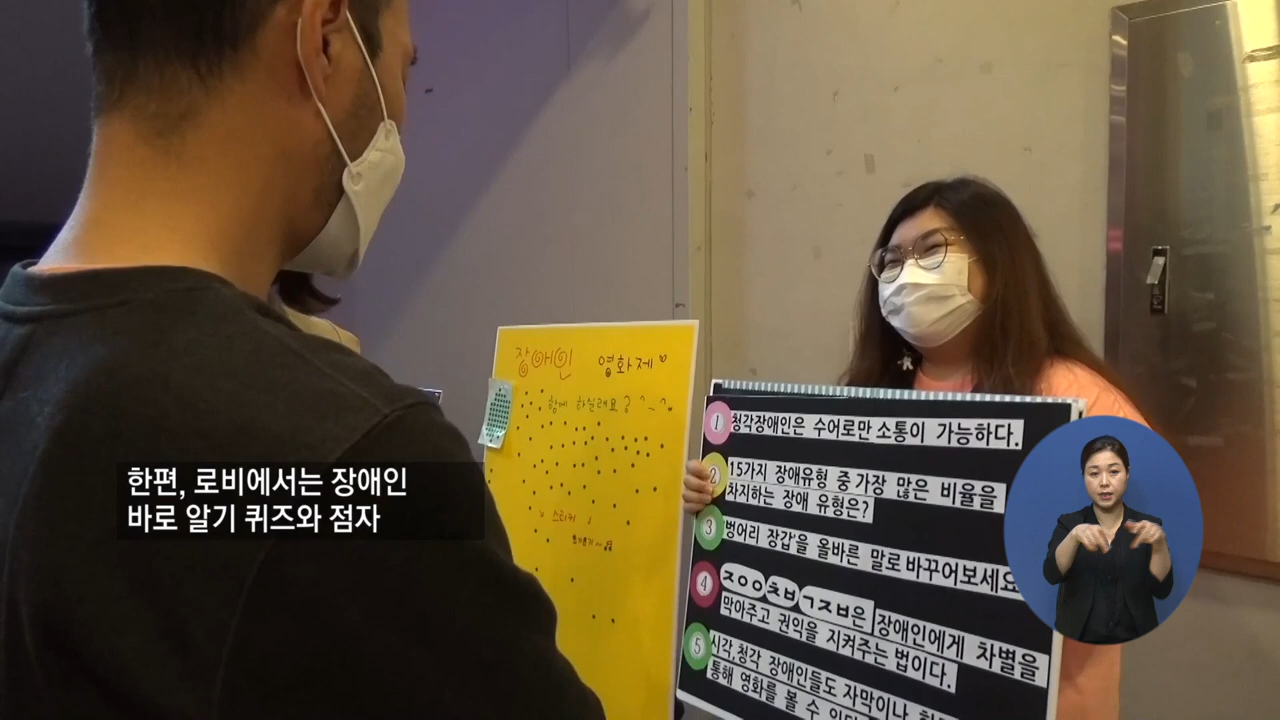 장애인 영화제
함께 하실래요? ^_^
스티커
1 청각장애인은 수어로만 소통이 가능하다.
2 15가지 장애유형 중 가장 많은 비율을
차지하는 장애 유형은?
3 '벙어리 장갑'을 올바른 말로 바꾸어보세요
4 ㅈㅇㅇㅊㅂㄱㅈㅂ은 장애인에게 차별을
막아주고 권익을 지켜주는 법이다.
5 시각,청각 장애인들도 자막이나
통해 영화를 볼 수
한편, 로비에서는 장애인
바로 알기 퀴즈와 점자